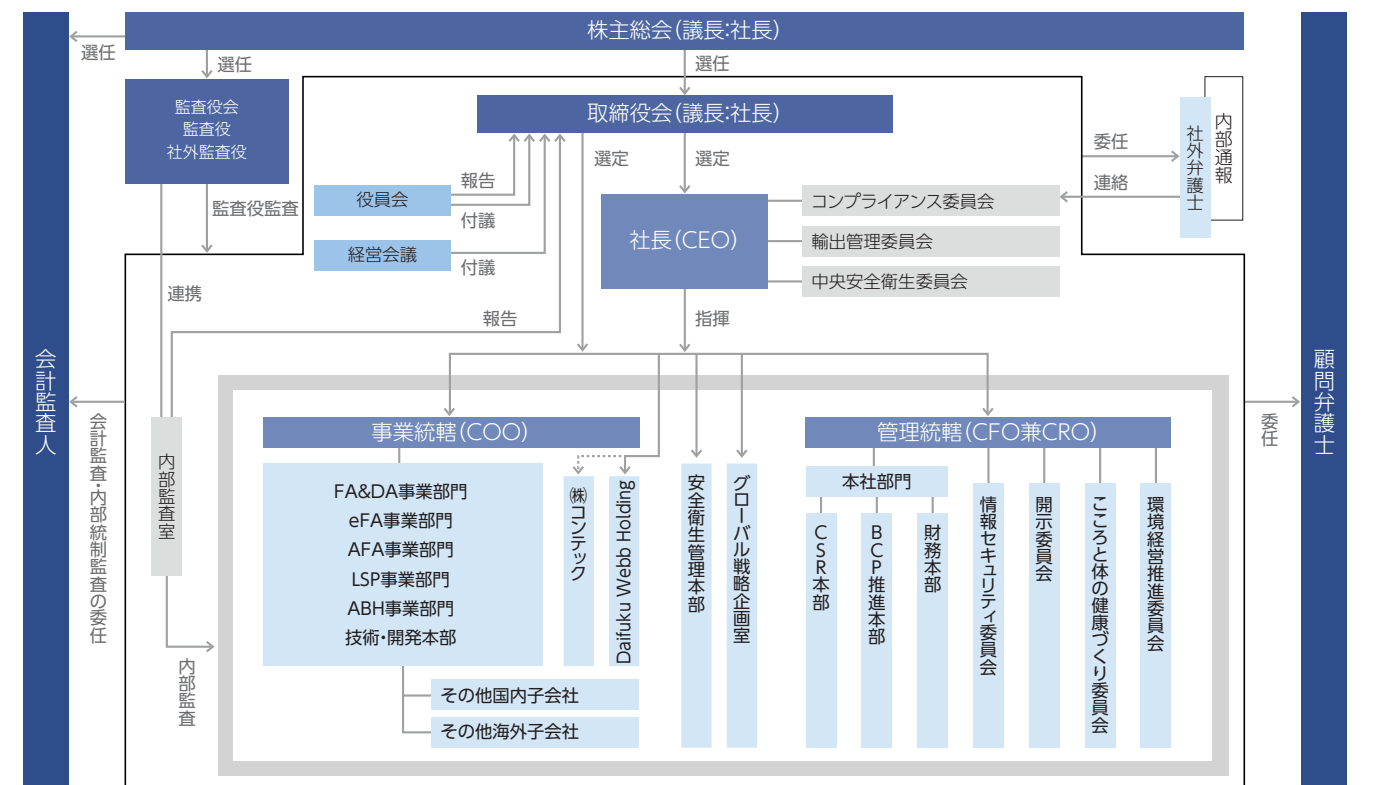 株主総会(議長:社長)
選任
選任
選任
監査役会
監査役
社外監査役
取締役会(議長:社長)
内部通報
社外弁護士
委任
連絡
選定
選定
報告
役員会
付議
監査役監査
コンプライアンス委員会
社長(CEO)
輸出管理委員会
経営会議
付議
中央安全衛生委員会
連携
報告
指揮
会計監査人
顧問弁護士
会計監査・内部統制監査の委任
委任
事業統轄(COO)
管理統轄(CFO兼CRO)
内部監査室
内部監査
FA&DA事業部門
eFA事業部門
AFA事業部門
LSP事業部門
ABH事業部門
技術・開発本部
㈱コンテック
Daifuku Webb Holding
安全衛生管理本部
グローバル戦略企画室
本社部門
CSR本部
BCP推進本部
財務本部
情報セキュリティ委員会
開示委員会
こころと体の健康づくり委員会
環境経営推進委員会
その他国内子会社
その他海外子会社